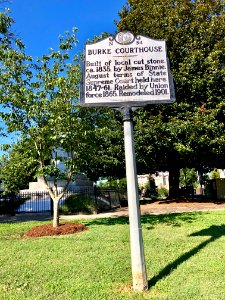 N 34
BURKE COURTHOUSE
Built of local cut stone
ca. 1835, by James Binnie.
August terms of State
Supreme Court held here
1847-61. Raided by Union
force 1865. Remodeled 1901.